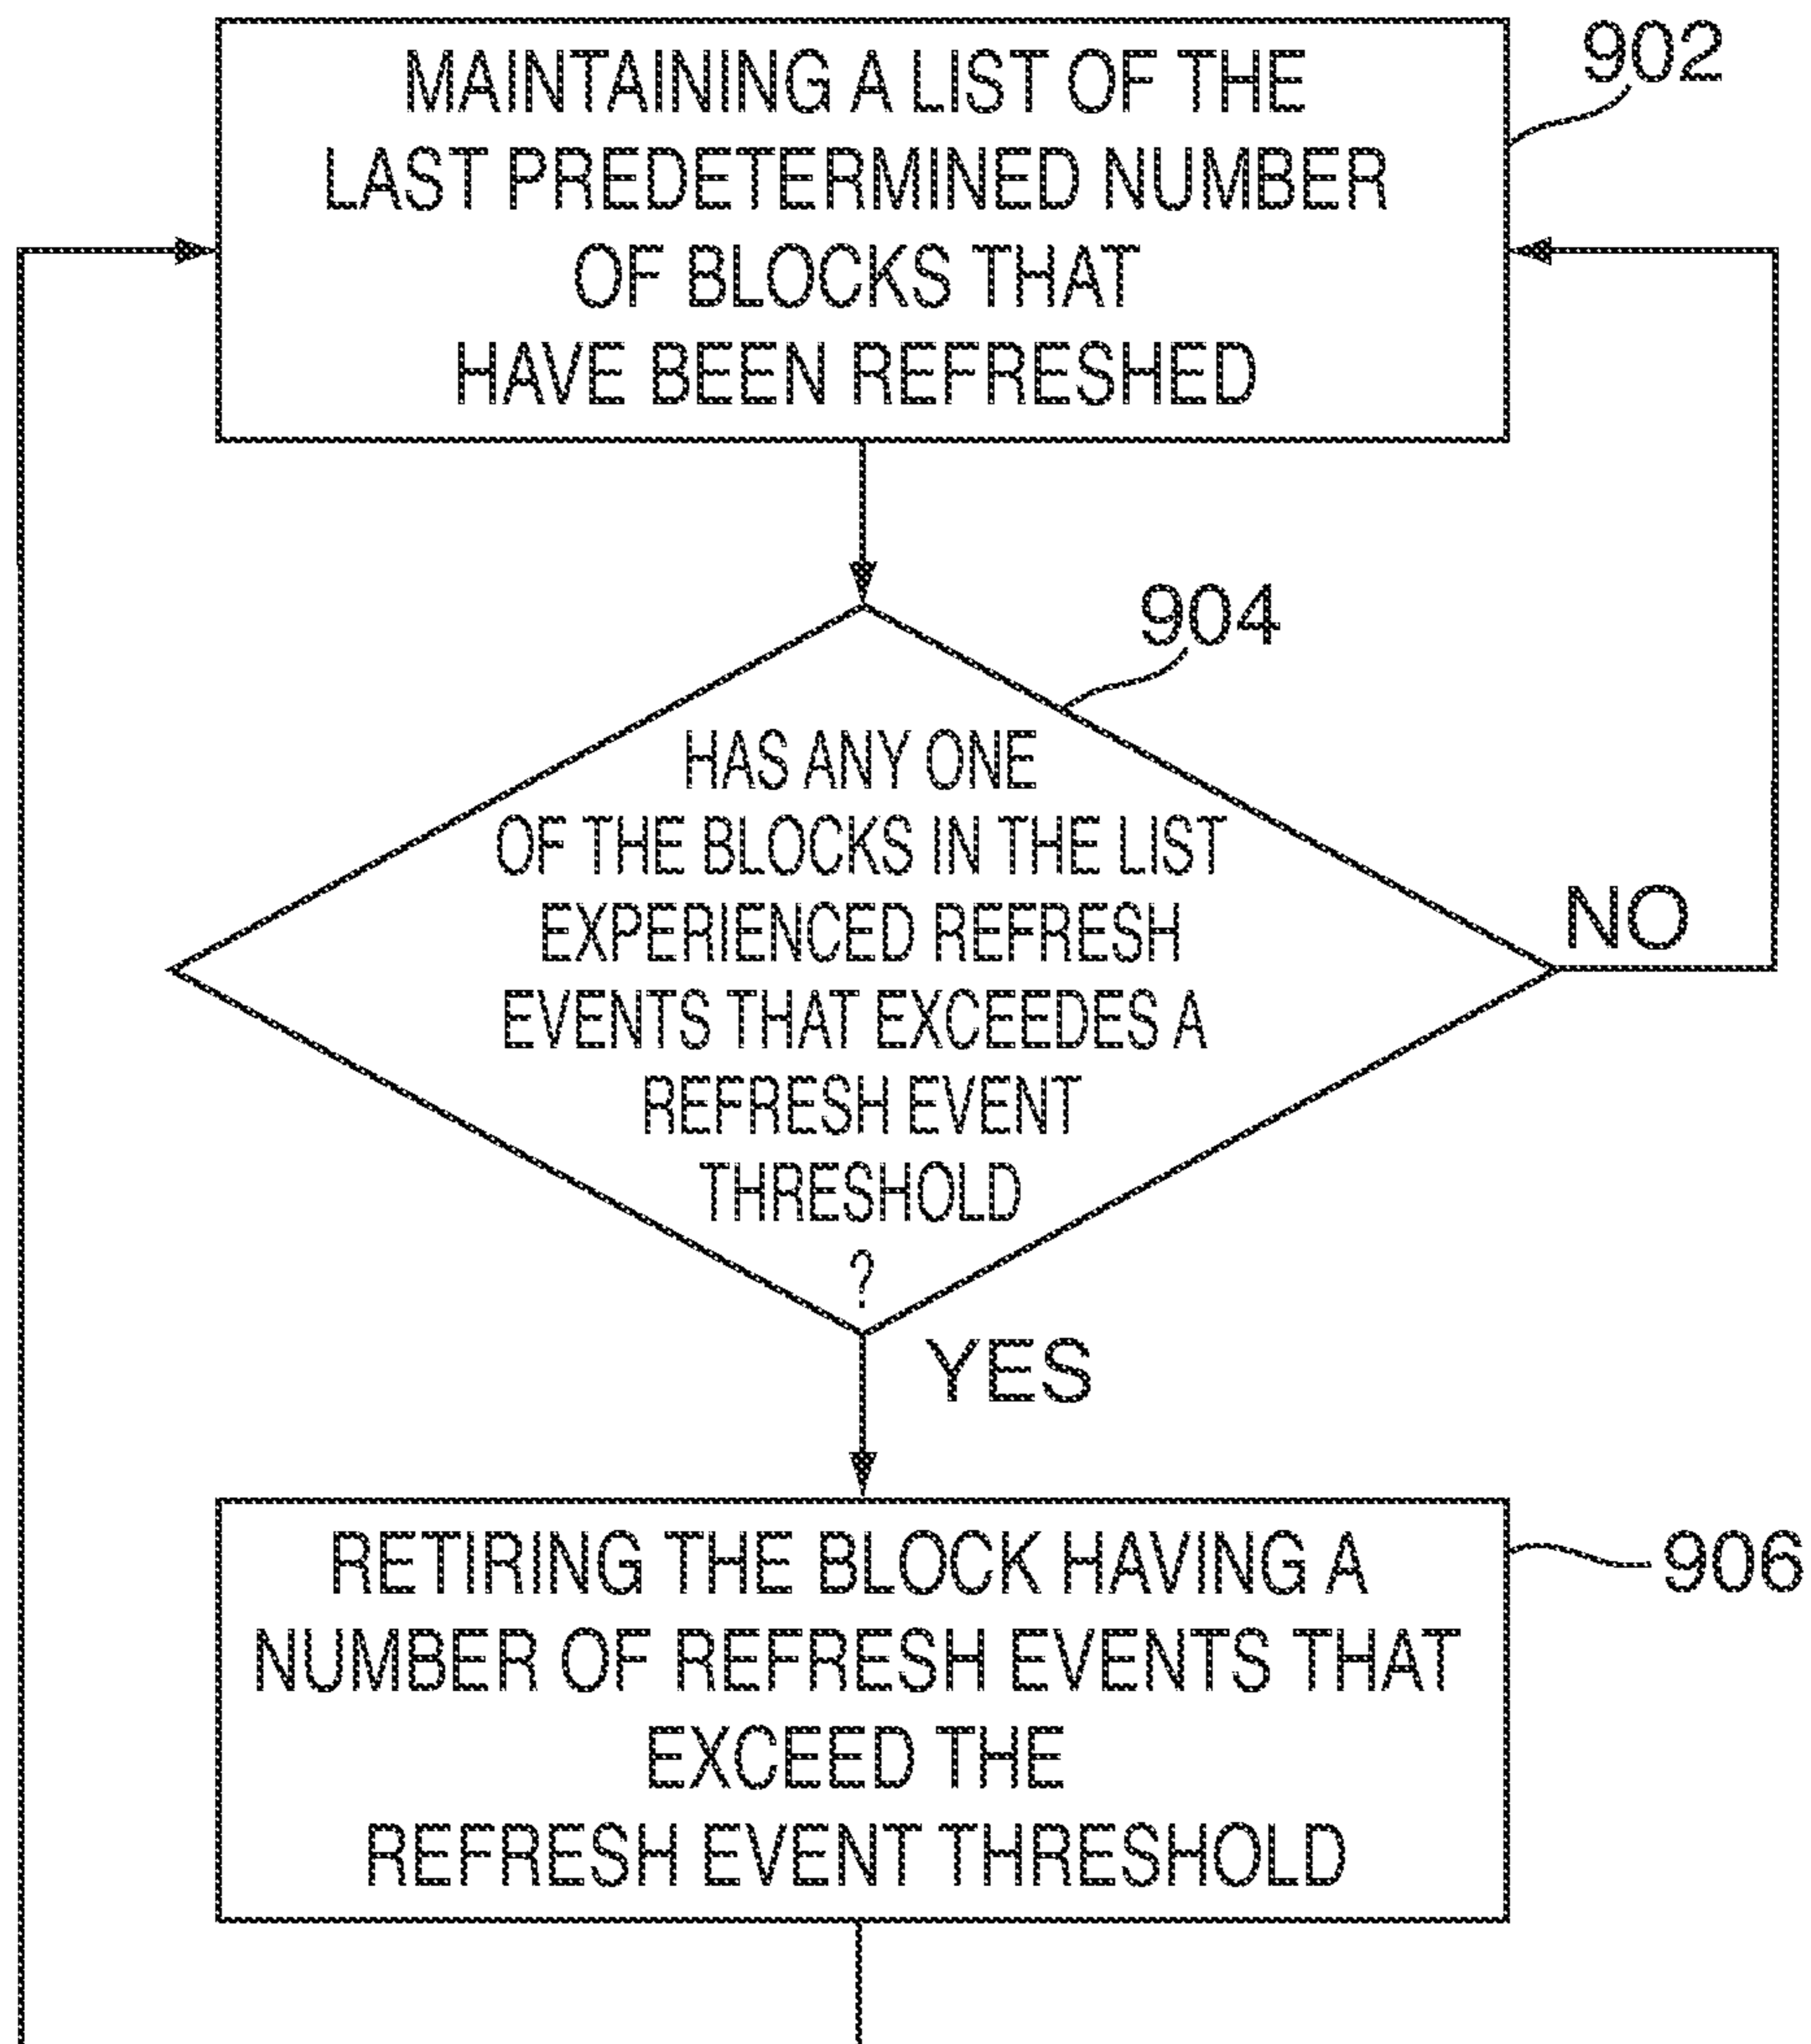 902
MAINTAINING A LIST OF THE
LAST PREDETERMINED NUMBER
OF BLOCKS THAT
HAVE BEEN REFRESHED
904
HAS ANY ONE
OF THE BLOCKS IN THE LIST
EXPERIENCED REFRESH
EVENTS THAT EXCEEDES A
REFRESH EVENT
THRESHOLD
?
NO
YES
RETIRING THE BLOCK HAVING A
NUMBER OF REFRESH EVENTS THAT
EXCEED THE
REFRESH EVENT THRESHOLD
906